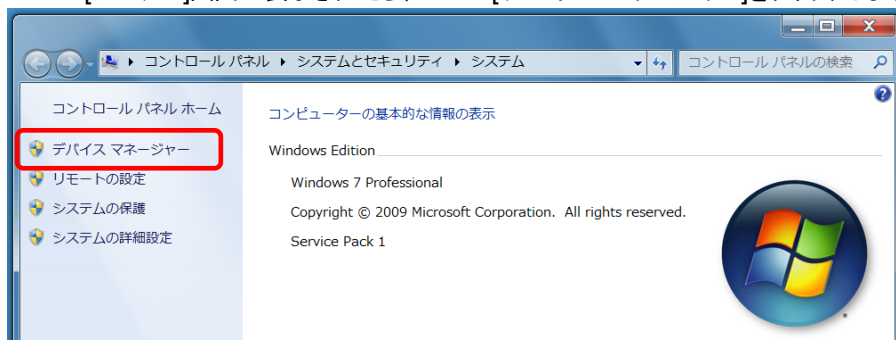 コントロール パネル ▸ システムとセキュリティ ▸ システム
コントロール パネルの検索
コントロール パネル ホーム
デバイス マネージャー
リモートの設定
システムの保護
システムの詳細設定
コンピューターの基本的な情報の表示
Windows Edition
Windows 7 Professional
Copyright © 2009 Microsoft Corporation. All rights reserved.
Service Pack 1